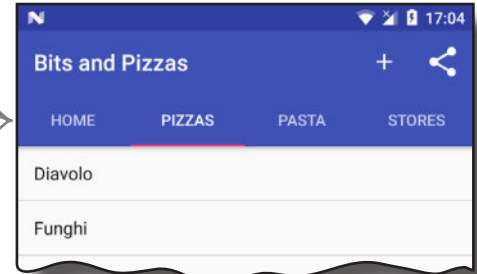 17:04
Bits and Pizzas +
HOME PIZZAS PASTA STORES
Diavolo
Funghi